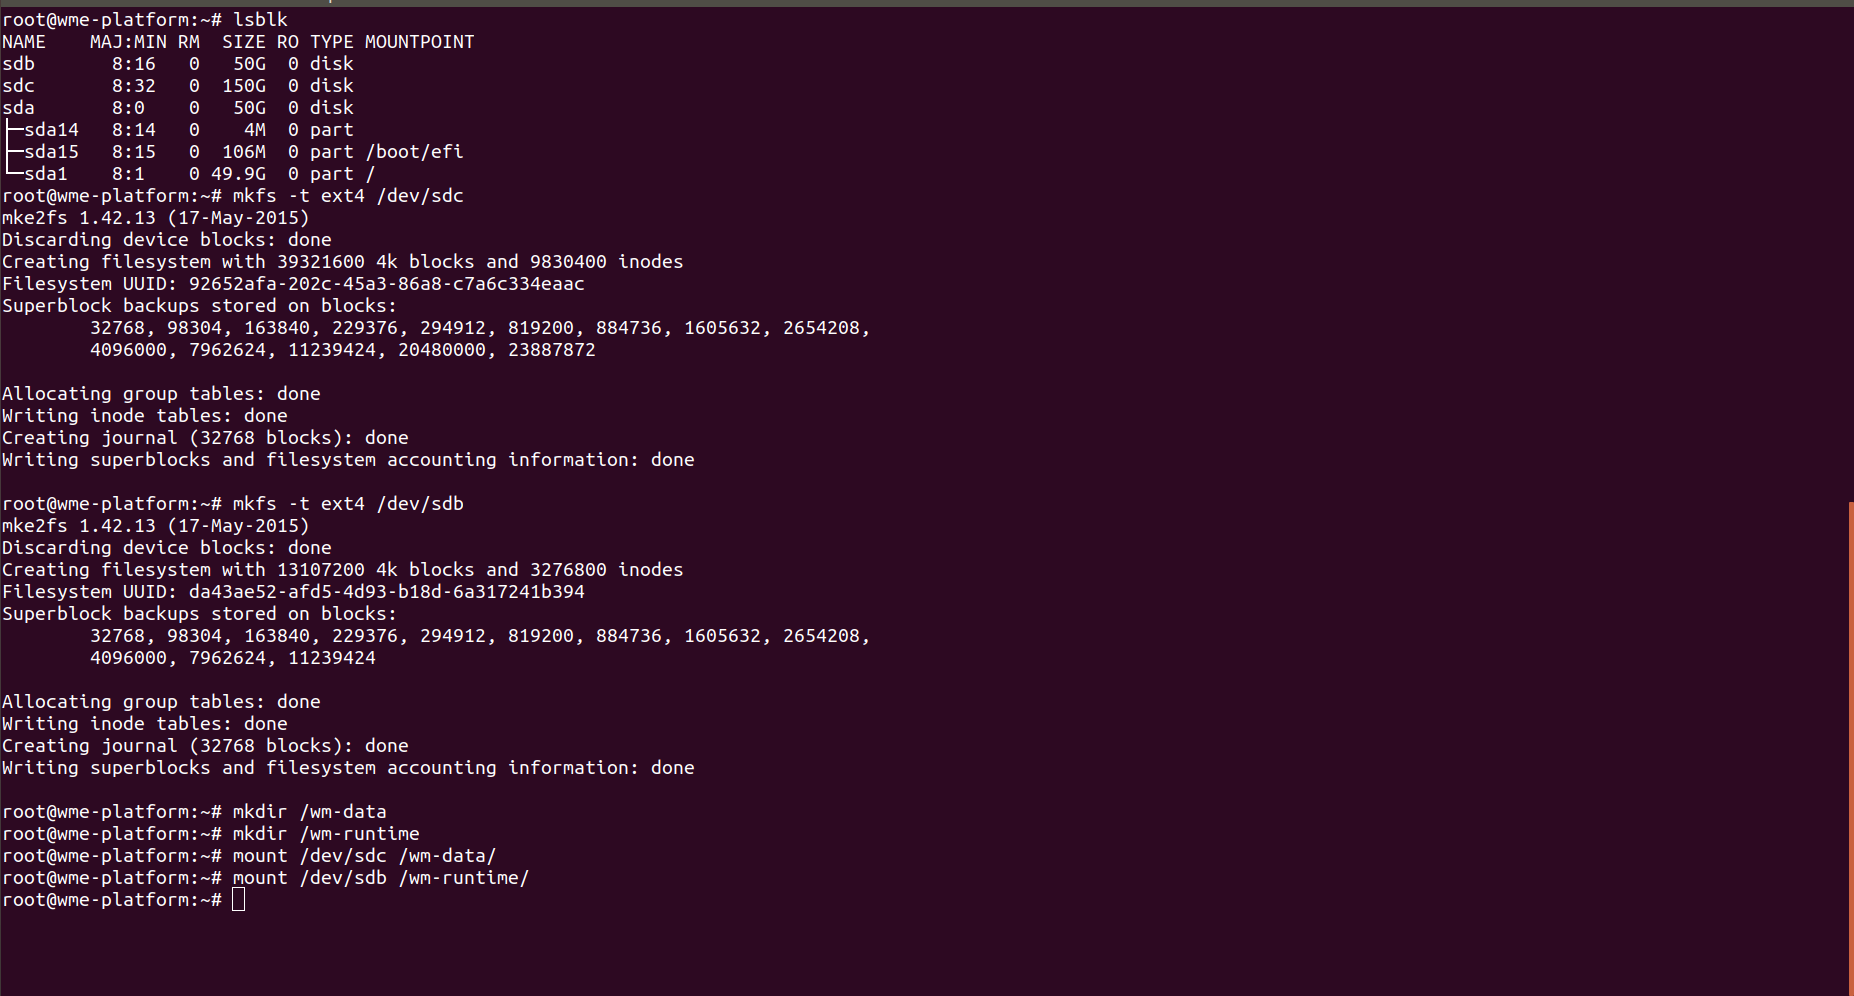 root@wme-platform:~# lsblk
NAME    MAJ:MIN RM  SIZE RO TYPE MOUNTPOINT
sdb       8:16   0   50G  0 disk
sdc       8:32   0  150G  0 disk
sda       8:0    0   50G  0 disk
├─sda14   8:14   0    4M  0 part
├─sda15   8:15   0  106M  0 part /boot/efi
└─sda1    8:1    0 49.9G  0 part /
root@wme-platform:~# mkfs -t ext4 /dev/sdc
mke2fs 1.42.13 (17-May-2015)
Discarding device blocks: done
Creating filesystem with 39321600 4k blocks and 9830400 inodes
Filesystem UUID: 92652afa-202c-45a3-86a8-c7a6c334eaac
Superblock backups stored on blocks:
        32768, 98304, 163840, 229376, 294912, 819200, 884736, 1605632, 2654208,
        4096000, 7962624, 11239424, 20480000, 23887872

Allocating group tables: done
Writing inode tables: done
Creating journal (32768 blocks): done
Writing superblocks and filesystem accounting information: done

root@wme-platform:~# mkfs -t ext4 /dev/sdb
mke2fs 1.42.13 (17-May-2015)
Discarding device blocks: done
Creating filesystem with 13107200 4k blocks and 3276800 inodes
Filesystem UUID: da43ae52-afd5-4d93-b18d-6a317241b394
Superblock backups stored on blocks:
        32768, 98304, 163840, 229376, 294912, 819200, 884736, 1605632, 2654208,
        4096000, 7962624, 11239424

Allocating group tables: done
Writing inode tables: done
Creating journal (32768 blocks): done
Writing superblocks and filesystem accounting information: done

root@wme-platform:~# mkdir /wm-data
root@wme-platform:~# mkdir /wm-runtime
root@wme-platform:~# mount /dev/sdc /wm-data/
root@wme-platform:~# mount /dev/sdb /wm-runtime/
root@wme-platform:~#